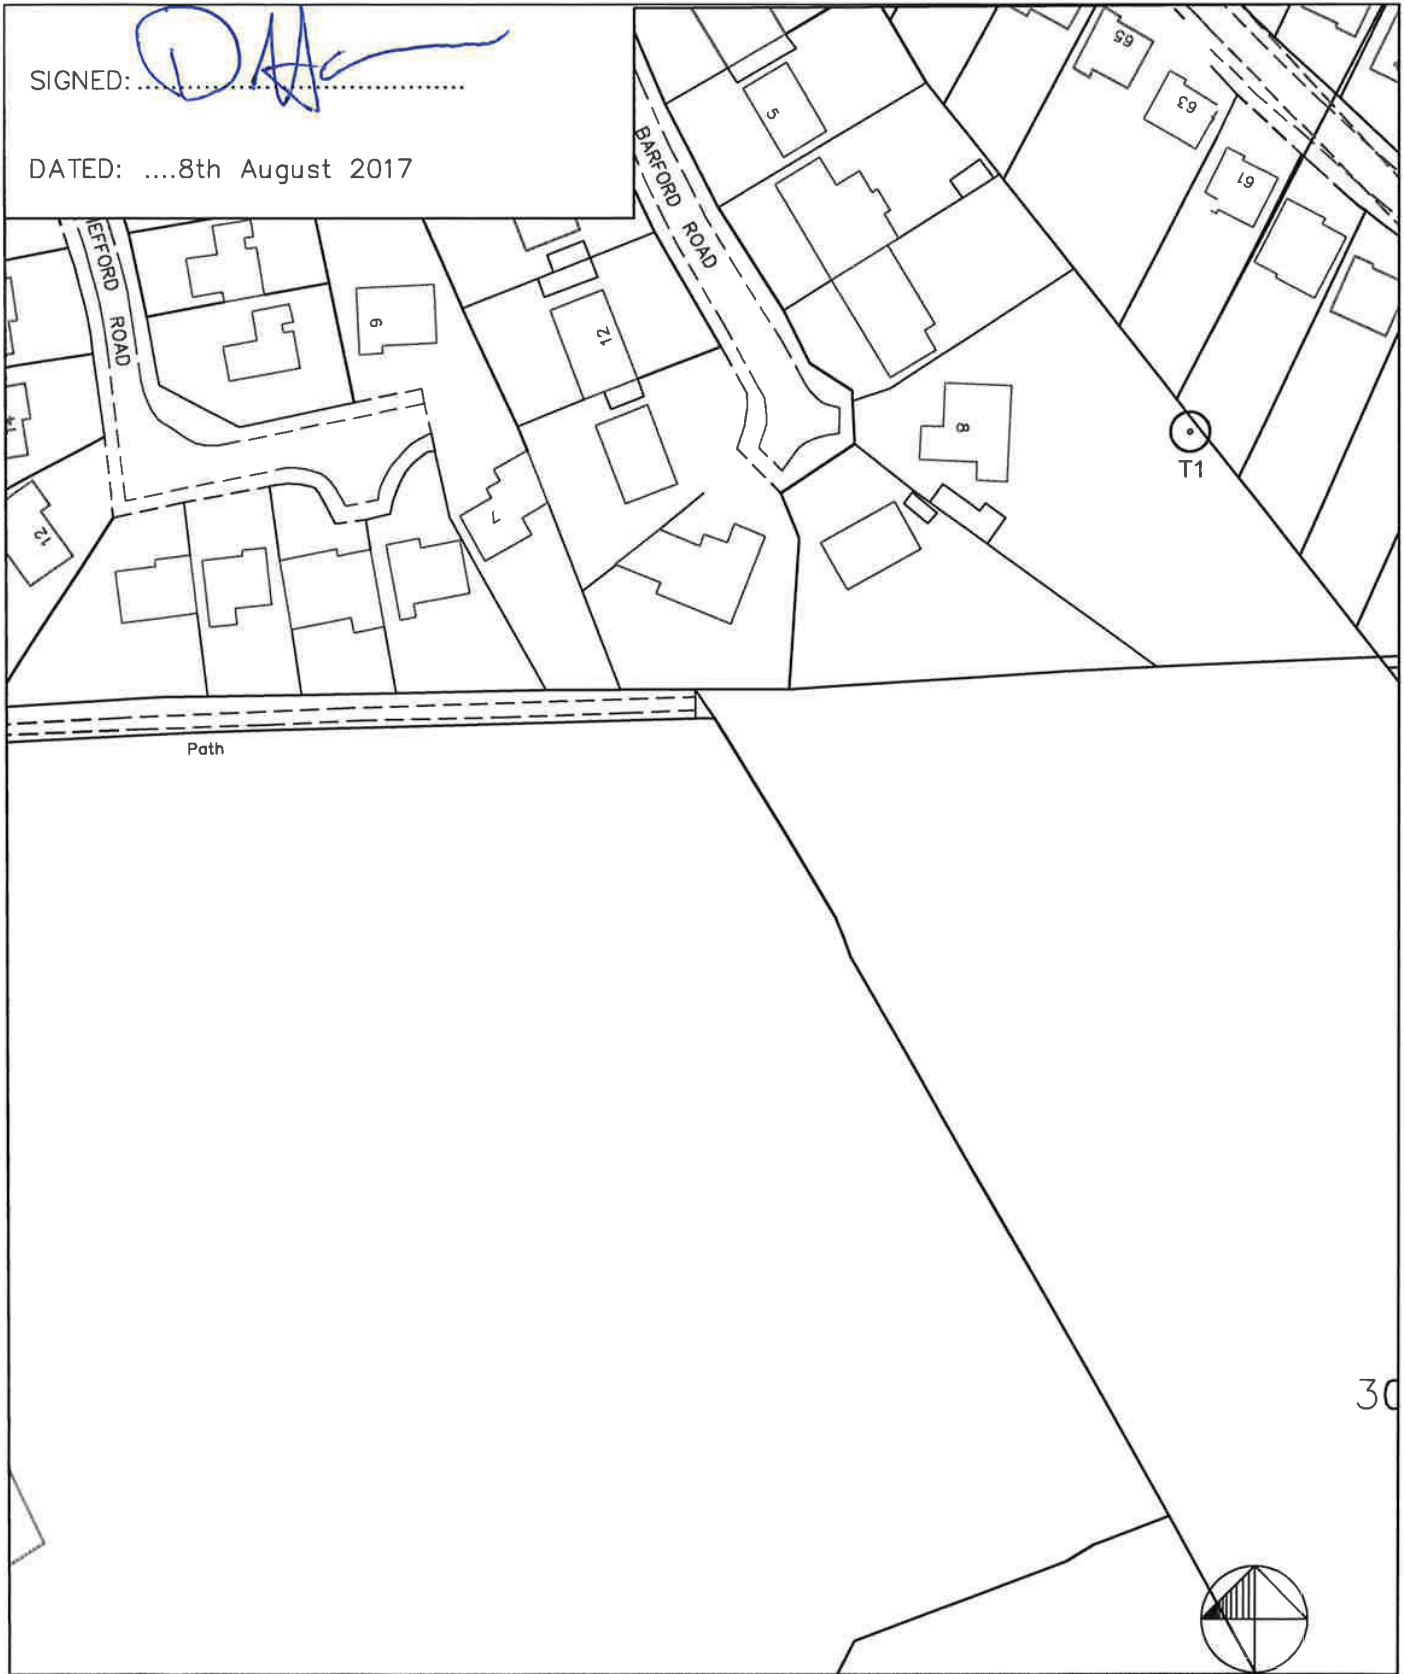 SIGNED: ....................................
DATED: ....8th August 2017
BARFORD ROAD
EFFORD ROAD
65
63
61
5
9
12
8
T1
14
12
7
Path
30